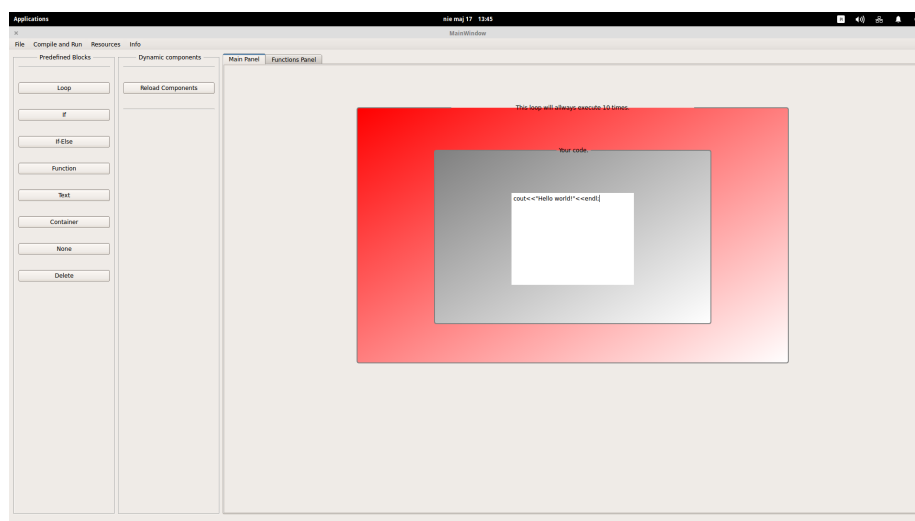 Applications
nie maj 17 13:45
MainWindow
File Compile and Run Resources Info
Predefined Blocks
Loop
If
If-Else
Function
Text
Container
None
Delete
Dynamic components
Reload Components
Main Panel Functions Panel
This loop will allways execute 10 times.
Your code:
cout<<"Hello world!"<<endl;